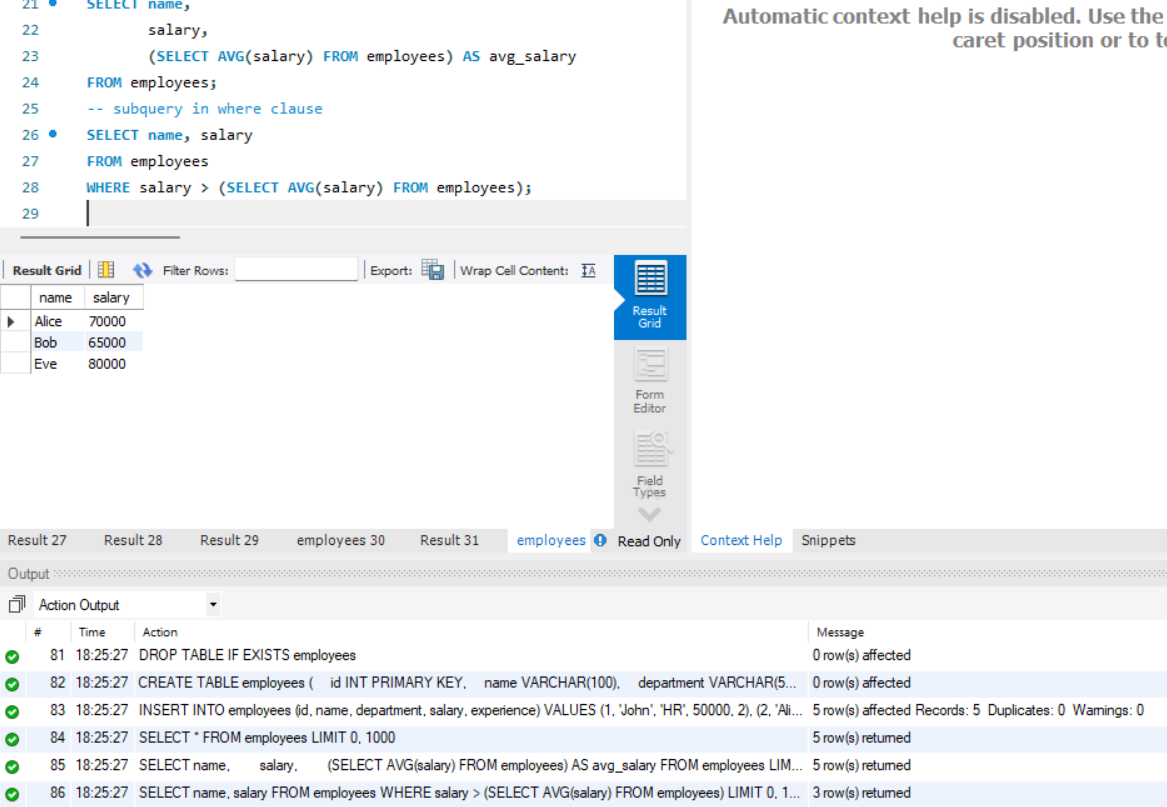 21 SELECT name,
22 salary,
23 (SELECT AVG(salary) FROM employees) AS avg_salary
24 FROM employees;
25 -- subquery in where clause
26 SELECT name, salary
27 FROM employees
28 WHERE salary > (SELECT AVG(salary) FROM employees);
29
Automatic context help is disabled. Use the
caret position or to
Result Grid Filter Rows: Export: Wrap Cell Content: IA
name salary
Alice 70000
Bob 65000
Eve 80000
Result
Grid
Form
Editor
Field
Types
Result 27 Result 28 Result 29 employees 30 Result 31 employees Read Only Context Help Snippets
Output
Action Output
# Time Action Message
81 18:25:27 DROP TABLE IF EXISTS employees 0 row(s) affected
82 18:25:27 CREATE TABLE employees ( id INT PRIMARY KEY, name VARCHAR(100), department VARCHAR(5... 0 row(s) affected
83 18:25:27 INSERT INTO employees (id, name, department, salary, experience) VALUES (1, 'John', 'HR', 50000, 2), (2, 'Ali... 5 row(s) affected Records: 5 Duplicates: 0 Warnings: 0
84 18:25:27 SELECT * FROM employees LIMIT 0, 1000 5 row(s) returned
85 18:25:27 SELECT name, salary, (SELECT AVG(salary) FROM employees) AS avg_salary FROM employees LIM... 5 row(s) returned
86 18:25:27 SELECT name, salary FROM employees WHERE salary > (SELECT AVG(salary) FROM employees) LIMIT 0, 1... 3 row(s) returned